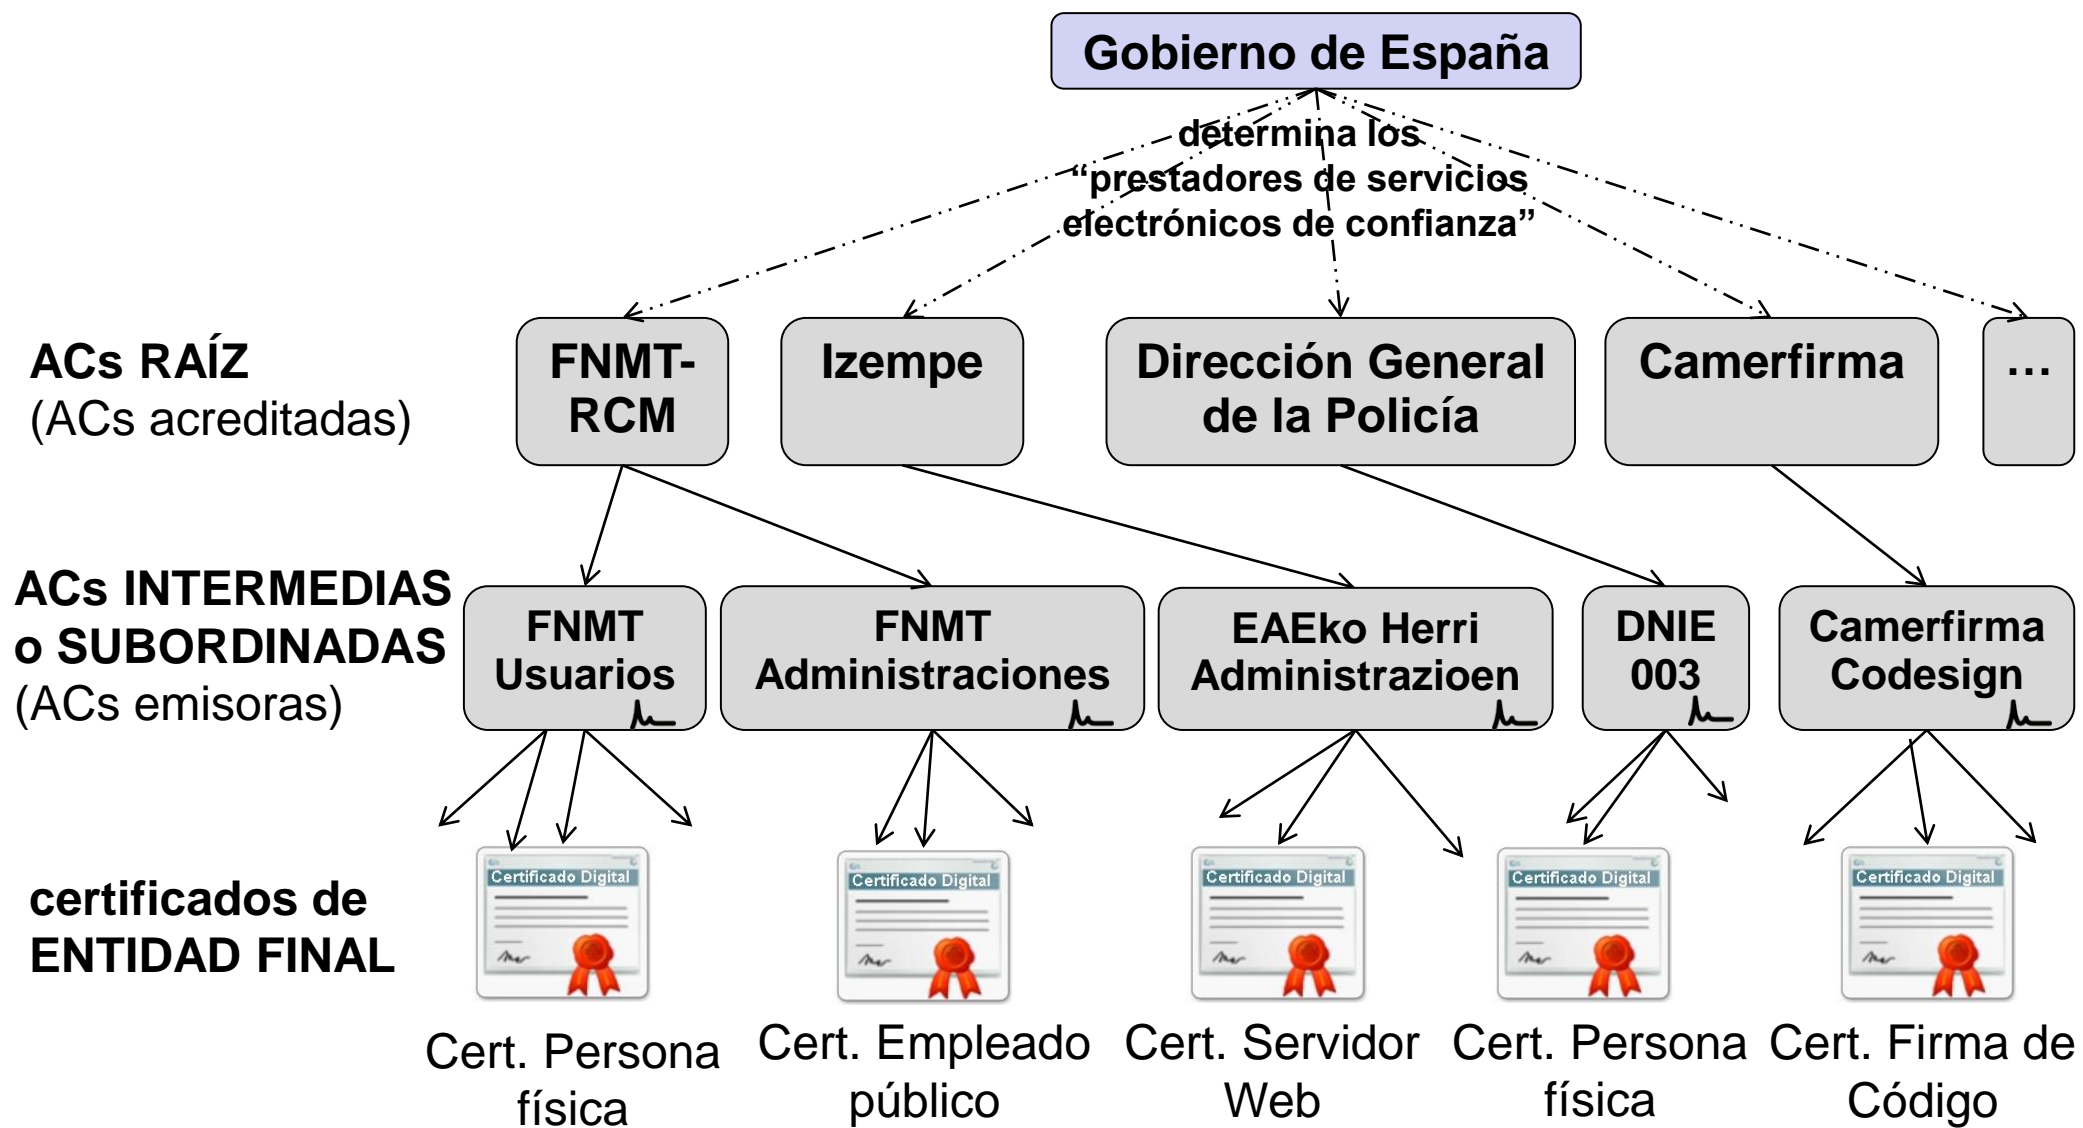 Gobierno de España
determina los
“prestadores de servicios
electrónicos de confianza”
ACs RAÍZ
(ACs acreditadas)
FNMT-
RCM
Izempe
Dirección General
de la Policía
Camerfirma
...
ACs INTERMEDIAS
o SUBORDINADAS
(ACs emisoras)
FNMT
Usuarios
FNMT
Administraciones
EAEko Herri
Administrazioen
DNIE
003
Camerfirma
Codesign
certificados de
ENTIDAD FINAL
Certificado Digital
Certificado Digital
Certificado Digital
Certificado Digital
Certificado Digital
Cert. Persona
física
Cert. Empleado
público
Cert. Servidor
Web
Cert. Persona
física
Cert. Firma de
Código